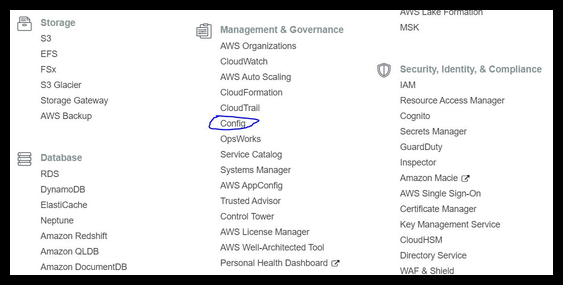 Storage
S3
EFS
FSx
S3 Glacier
Storage Gateway
AWS Backup
Database
RDS
DynamoDB
ElastiCache
Neptune
Amazon Redshift
Amazon QLDB
Amazon DocumentDB
Management & Governance
AWS Organizations
CloudWatch
AWS Auto Scaling
CloudFormation
CloudTrail
Config
OpsWorks
Service Catalog
Systems Manager
AWS AppConfig
Trusted Advisor
Control Tower
AWS License Manager
AWS Well-Architected Tool
Personal Health Dashboard
AWS Lake Formation
MSK
Security, Identity, & Compliance
IAM
Resource Access Manager
Cognito
Secrets Manager
GuardDuty
Inspector
Amazon Macie
AWS Single Sign-On
Certificate Manager
Key Management Service
CloudHSM
Directory Service
WAF & Shield